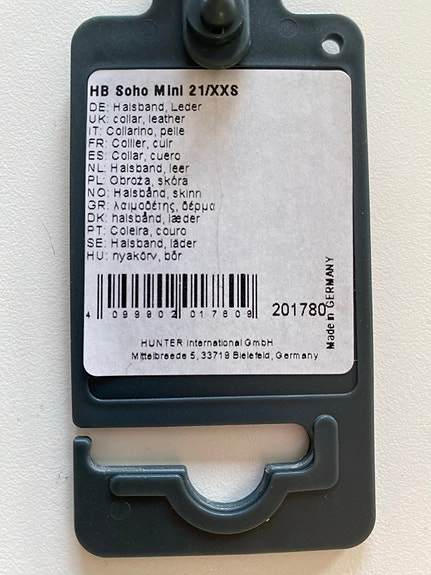 HB Soho Mini 21/XXS
DE: Halsband, Leder
UK: collar, leather
IT: Collarino, pelle
FR: Collier, cuir
ES: Collar, cuero
NL: Halsband, leer
PL: Obroża, skóra
NO: Halsbånd, skinn
GR: λαιμοδέτης, δέρμα
DK: halsbånd, læder
PT: Coleira, couro
SE: Halsband, läder
HU: nyakörv, bőr
4 099902 017809
201780
Made in GERMANY
HUNTER International GmbH
Mittelbreede 5, 33719 Bielefeld, Germany